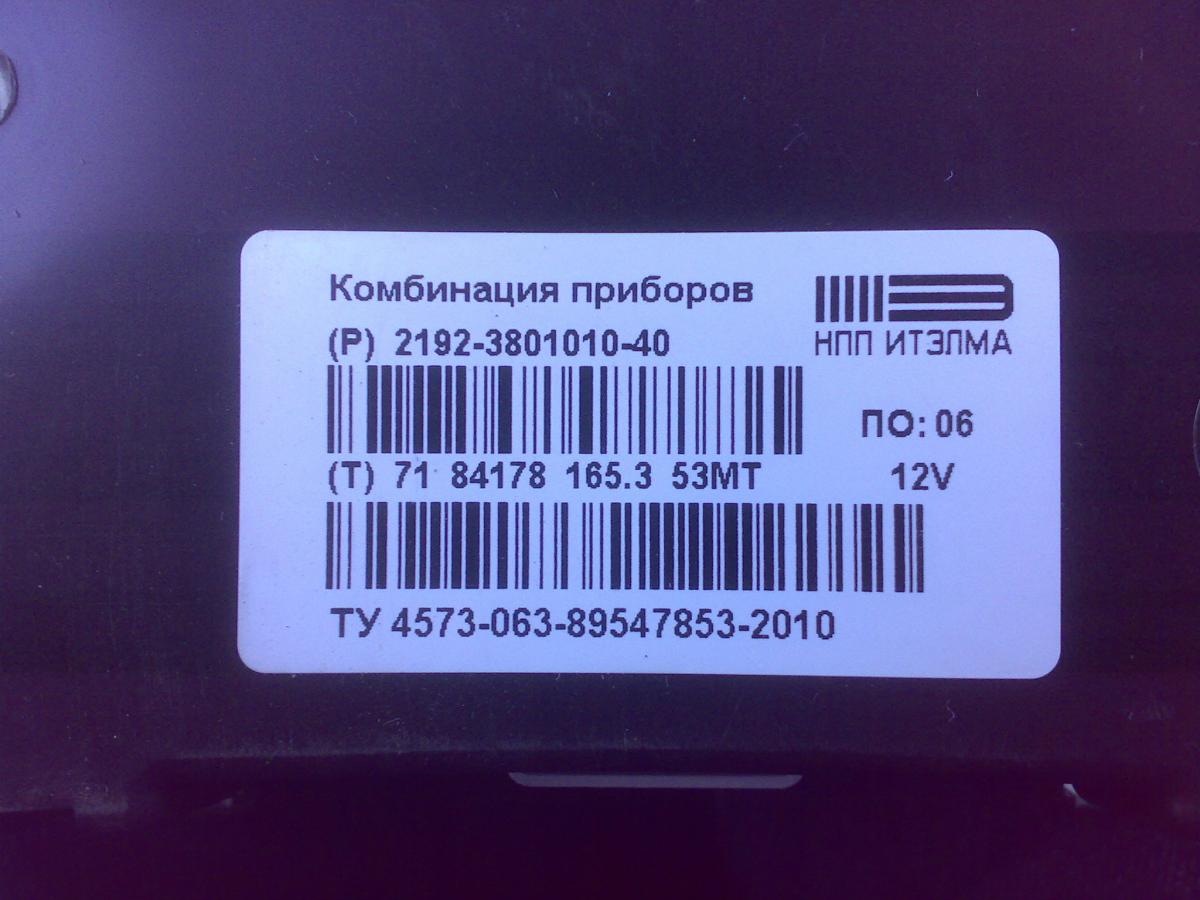 Комбинация приборов
НПП ИТЭЛМА
(P) 2192-3801010-40
ПО: 06
(T) 71 84178 165.3 53МТ
12V
ТУ 4573-063-89547853-2010